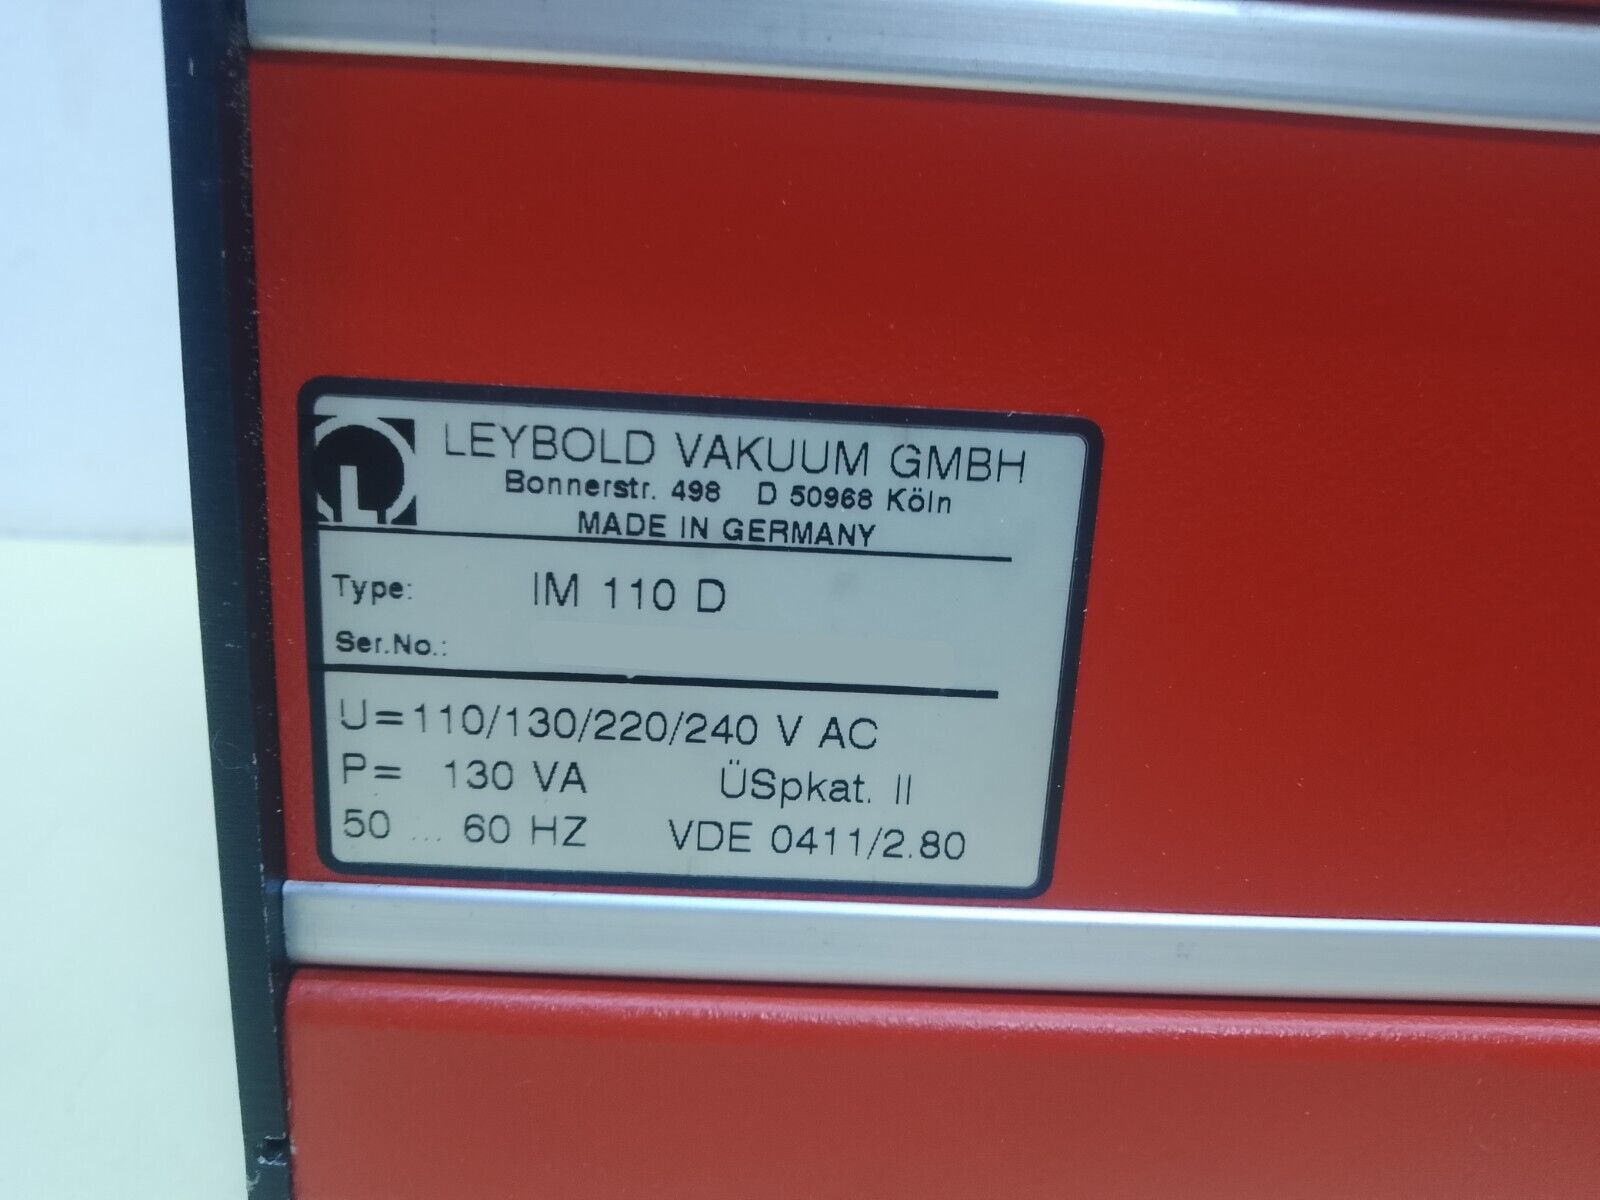 L
LEYBOLD VAKUUM GMBH
Bonnerstr. 498 D 50968 Köln
MADE IN GERMANY
Type: IM 110 D
Ser.No.:
U=110/130/220/240 V AC
P= 130 VA ÜSpkat. II
50 ... 60 HZ VDE 0411/2.80